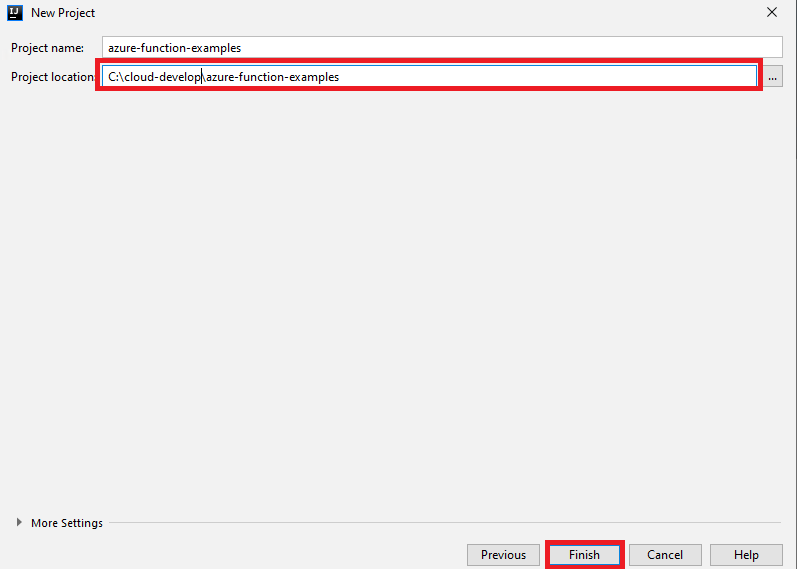 IJ New Project
Project name: azure-function-examples
Project location: C:\cloud-develop\azure-function-examples ...
More Settings
Previous Finish Cancel Help